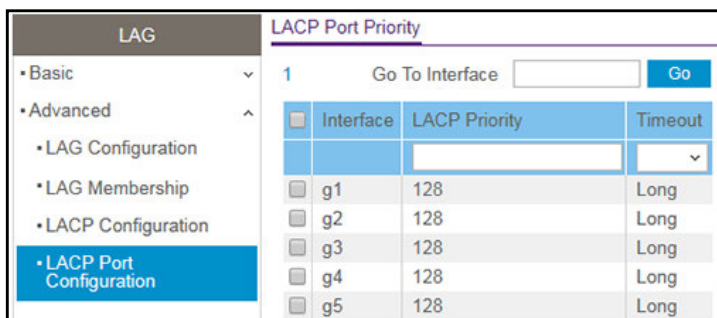 LAG
▪ Basic
▪ Advanced
▪ LAG Configuration
▪ LAG Membership
▪ LACP Configuration
▪ LACP Port
Configuration
LACP Port Priority
1 Go To Interface Go
Interface LACP Priority Timeout
g1 128 Long
g2 128 Long
g3 128 Long
g4 128 Long
g5 128 Long